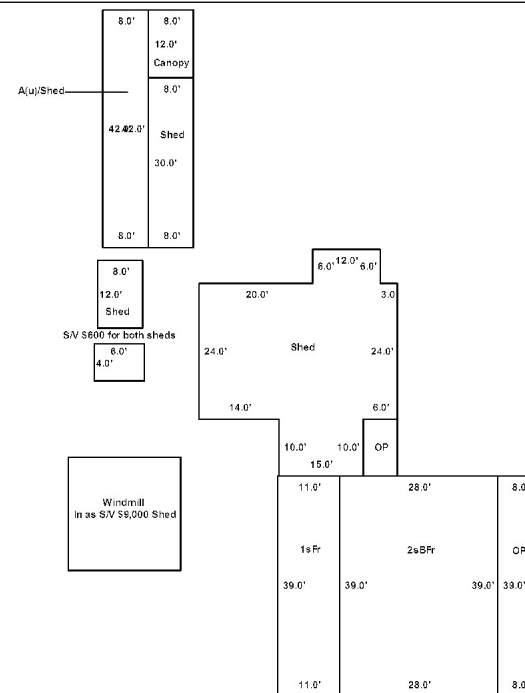 8.0' 8.0'
12.0'
Canopy
A(u)/Shed
8.0'
42.0' 42.0'
Shed
30.0'
8.0' 8.0'
8.0'
12.0'
Shed
S/V $600 for both sheds
6.0'
4.0'
6.0' 12.0' 6.0'
20.0' 3.0
24.0' Shed 24.0'
14.0' 6.0'
10.0' 10.0' OP
15.0'
Windmill
In as S/V $9,000 Shed
11.0' 28.0' 8.0
1sFr 2sBFr OP
39.0' 39.0' 39.0' 39.0'
11.0' 28.0' 8.0